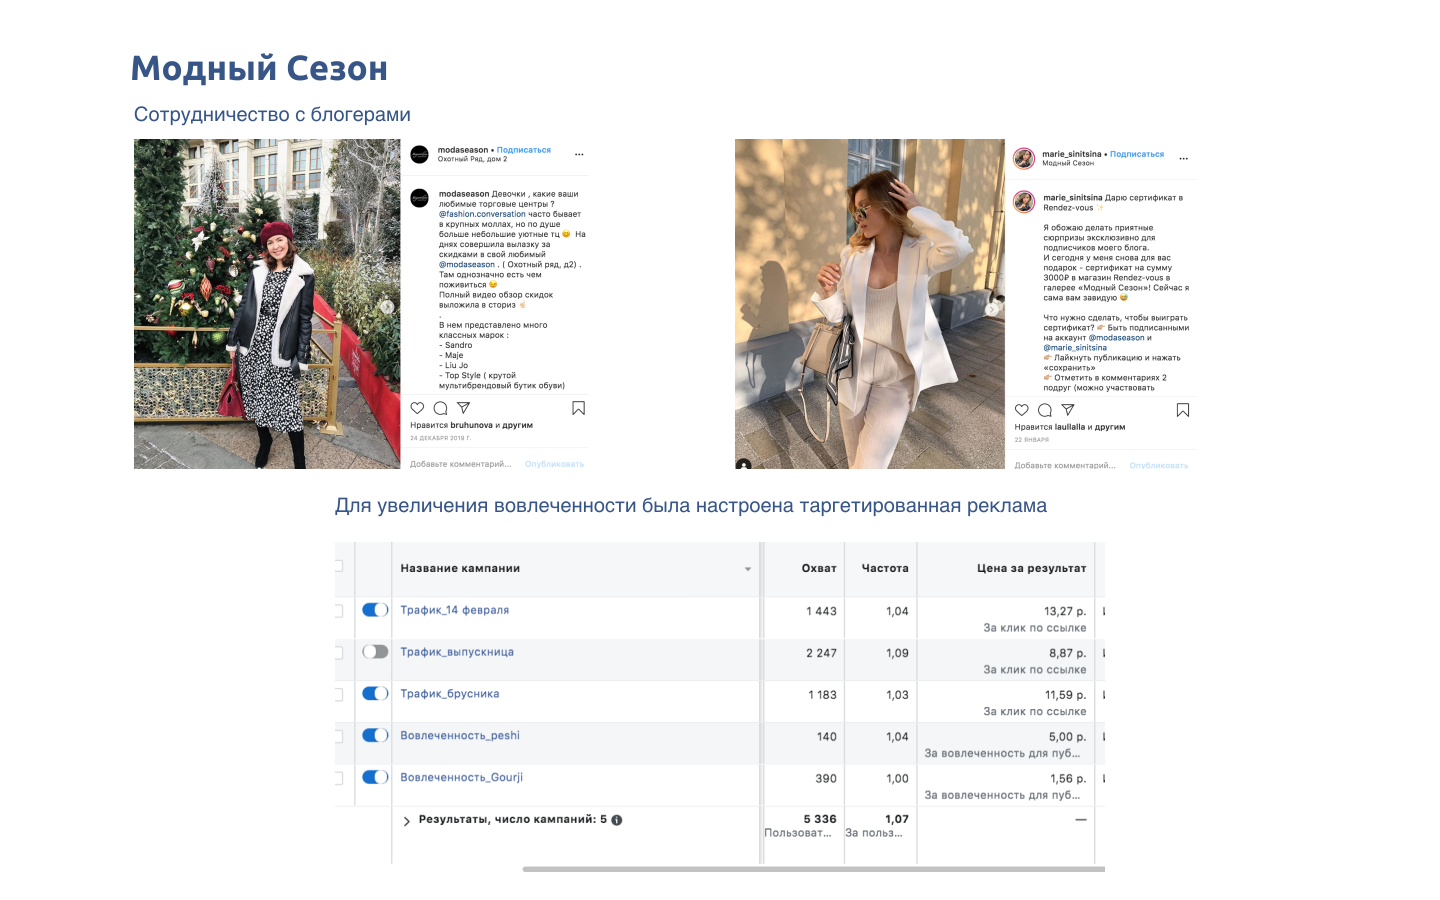 Модный Сезон
Сотрудничество с блогерами
modaseason • Подписаться
Охотный Ряд, дом 2
modaseason Девочки , какие ваши
любимые торговые центры ?
@fashion.conversation часто бывает
в крупных моллах, но по душе
больше небольшие уютные тц 😊 На
днях совершила вылазку за
скидками в свой любимый
@modaseason . ( Охотный ряд, д2) .
Там однозначно есть чем
поживиться 😉
Полный видео обзор скидок
выложила в сториз 👆🏻
.
В нем представлено много
классных марок :
- Sandro
- Maje
- Liu Jo
- Top Style ( крутой
мультибрендовый бутик обуви)
Нравится bruhunova и другим
24 ДЕКАБРЯ 2019 Г.
Добавьте комментарий...
Опубликовать
marie_sinitsina • Подписаться
Модный Сезон
marie_sinitsina Дарю сертификат в
Rendez-vous ✨
Я обожаю делать приятные
сюрпризы эксклюзивно для
подписчиков моего блога.
И сегодня у меня снова для вас
подарок - сертификат на сумму
3000₽ в магазин Rendez-vous в
галерее «Модный Сезон»! Сейчас я
сама вам завидую 😅
Что нужно сделать, чтобы выиграть
сертификат? 👉🏼 Быть подписанными
на аккаунт @modaseason и
@marie_sinitsina
👉🏼 Лайкнуть публикацию и нажать
«сохранить»
👉🏼 Отметить в комментариях 2
подруг (можно участвовать
Нравится laullalla и другим
22 ЯНВАРЯ
Добавьте комментарий...
Опубликовать
Для увеличения вовлеченности была настроена таргетированная реклама
Название кампании Охват Частота Цена за результат
Трафик_14 февраля 1 443 1,04 13,27 р.
За клик по ссылке
Трафик_выпускница 2 247 1,09 8,87 р.
За клик по ссылке
Трафик_брусника 1 183 1,03 11,59 р.
За клик по ссылке
Вовлеченность_peshi 140 1,04 5,00 р.
За вовлеченность для пуб...
Вовлеченность_Gourji 390 1,00 1,56 р.
За вовлеченность для пуб...
Результаты, число кампаний: 5 5 336 1,07 —
Пользоват... За польз...